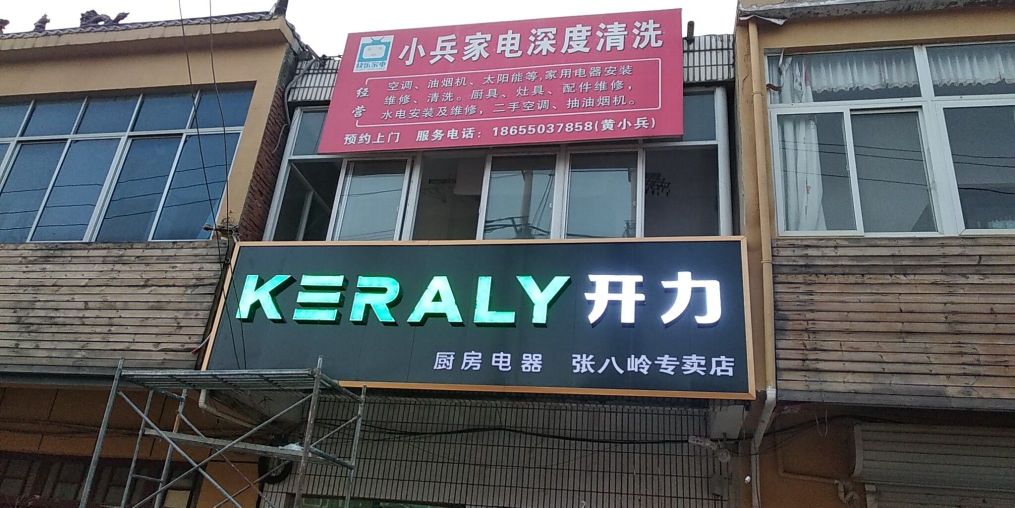 小兵家电深度清洗
经营
空调、油烟机、太阳能等,家用电器安装
维修、清洗。厨具、灶具、配件维修,
水电安装及维修,二手空调、抽油烟机。
预约上门 服务电话:18655037858(黄小兵)
KERALY 开力
厨房电器 张八岭专卖店